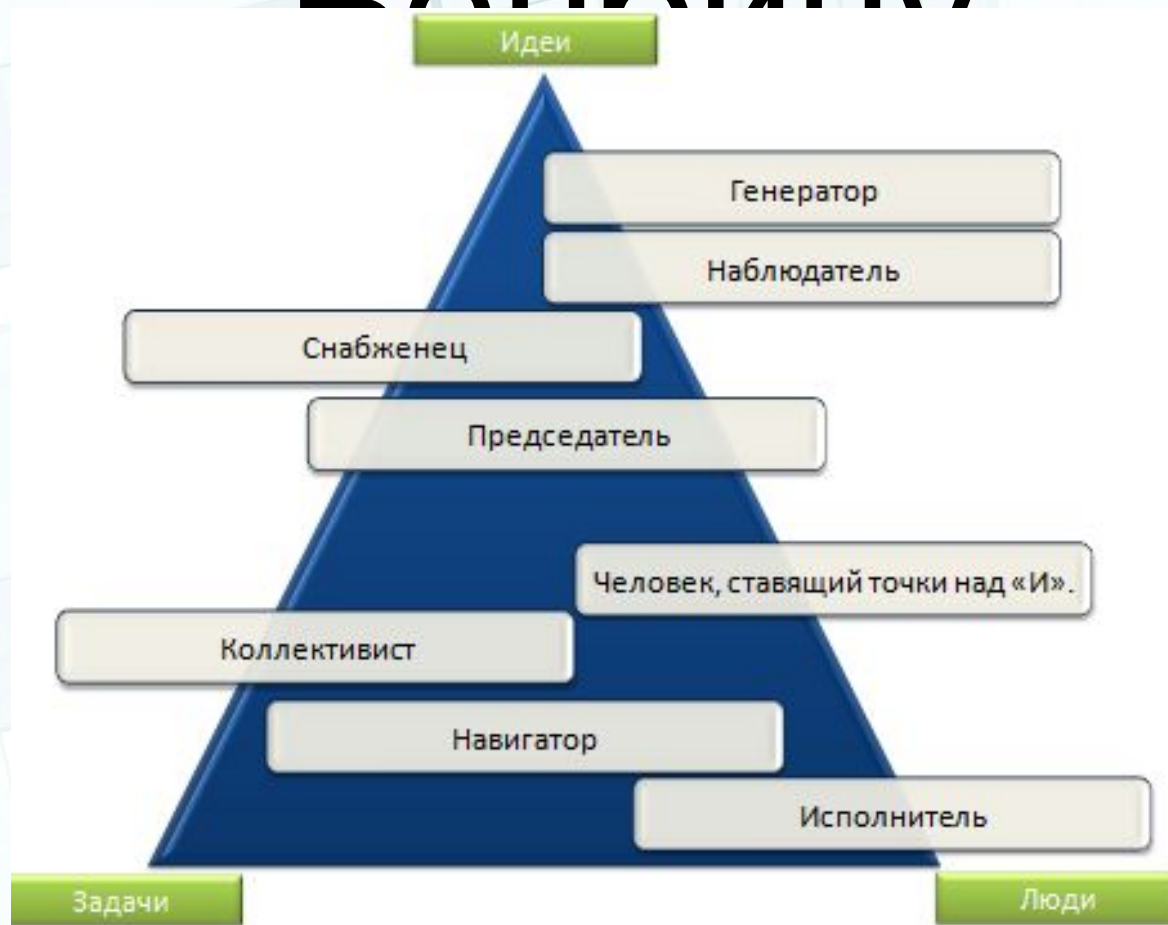 Идеи
Генератор
Наблюдатель
Снабженец
Председатель
Человек, ставящий точки над «И».
Коллективист
Навигатор
Исполнитель
Задачи
Люди